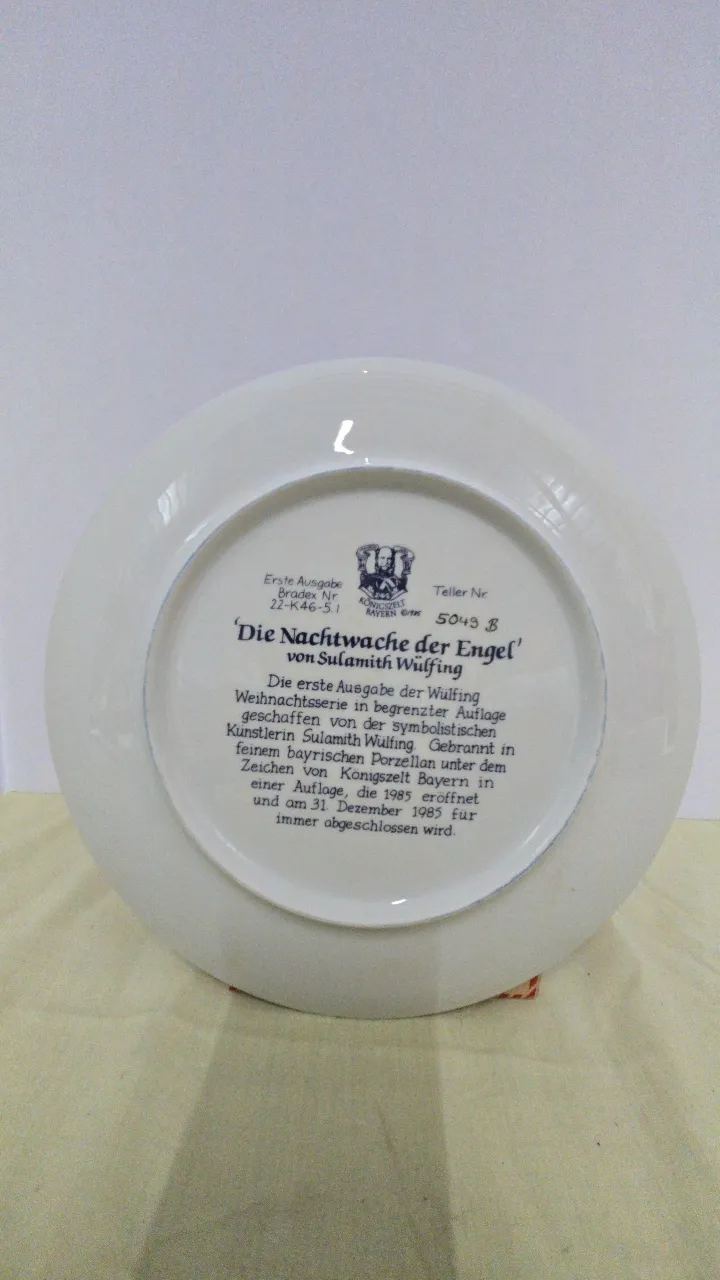 Erste Ausgabe
Bradex Nr.
22-K46-5.1
KÖNIGSZELT
BAYERN ©1985
Teller Nr.
5049 B
'Die Nachtwache der Engel'
von Sulamith Wülfing
Die erste Ausgabe der Wülfing
Weihnachtsserie in begrenzter Auflage
geschaffen von der symbolistischen
Künstlerin Sulamith Wülfing. Gebrannt in
feinem bayrischen Porzellan unter dem
Zeichen von Königszelt Bayern in
einer Auflage, die 1985 eröffnet
und am 31. Dezember 1985 für
immer abgeschlossen wird.